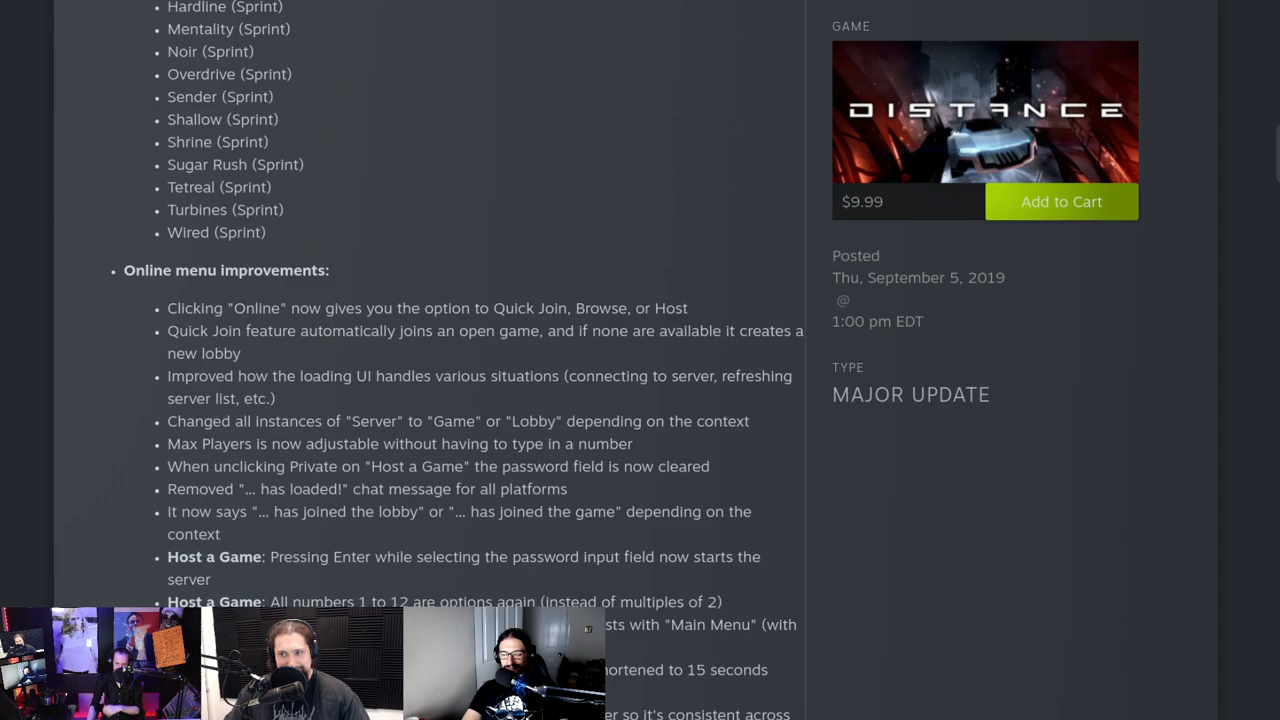 Hardline (Sprint)
Mentality (Sprint)
Noir (Sprint)
Overdrive (Sprint)
Sender (Sprint)
Shallow (Sprint)
Shrine (Sprint)
Sugar Rush (Sprint)
Tetreal (Sprint)
Turbines (Sprint)
Wired (Sprint)
Online menu improvements:
Clicking "Online" now gives you the option to Quick Join, Browse, or Host
Quick Join feature automatically joins an open game, and if none are available it creates a
new lobby
Improved how the loading UI handles various situations (connecting to server, refreshing
server list, etc.)
Changed all instances of "Server" to "Game" or "Lobby" depending on the context
Max Players is now adjustable without having to type in a number
When unclicking Private on "Host a Game" the password field is now cleared
Removed "... has loaded!" chat message for all platforms
It now says "... has joined the lobby" or "... has joined the game" depending on the
context
Host a Game: Pressing Enter while selecting the password input field now starts the
server
Host a Game: All numbers 1 to 12 are options again (instead of multiples of 2)
sts with "Main Menu" (with
ortened to 15 seconds
er so it's consistent across
GAME
DISTANCE
$9.99
Add to Cart
Posted
Thu, September 5, 2019
@
1:00 pm EDT
TYPE
MAJOR UPDATE